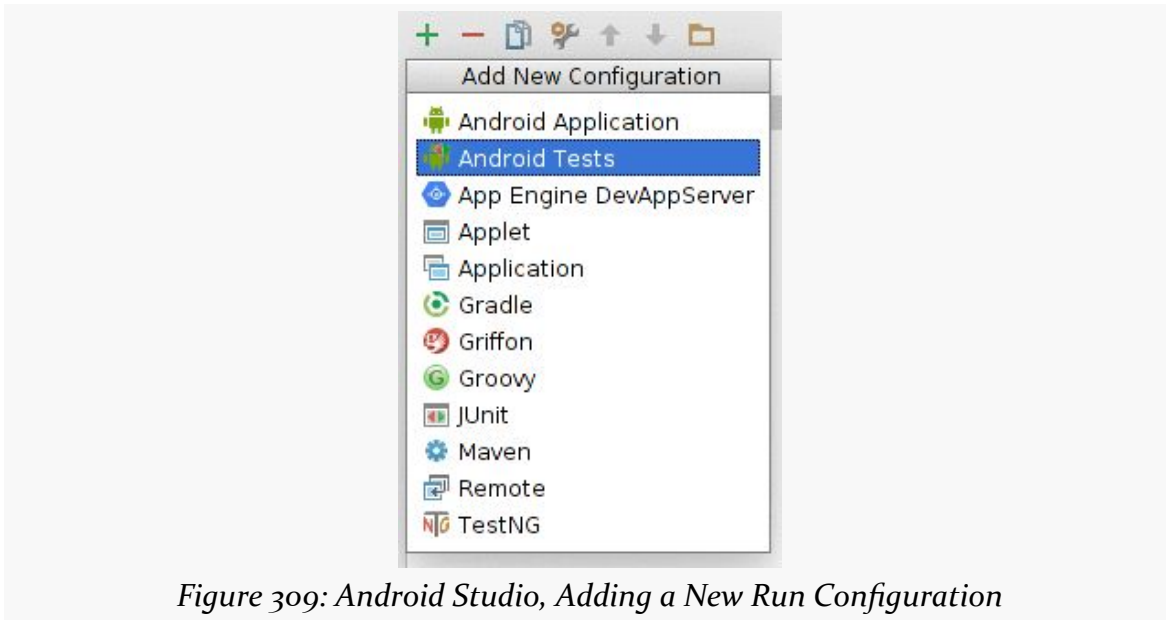 Add New Configuration
Android Application
Android Tests
App Engine DevAppServer
Applet
Application
Gradle
Griffon
Groovy
JUnit
Maven
Remote
TestNG
Figure 309: Android Studio, Adding a New Run Configuration